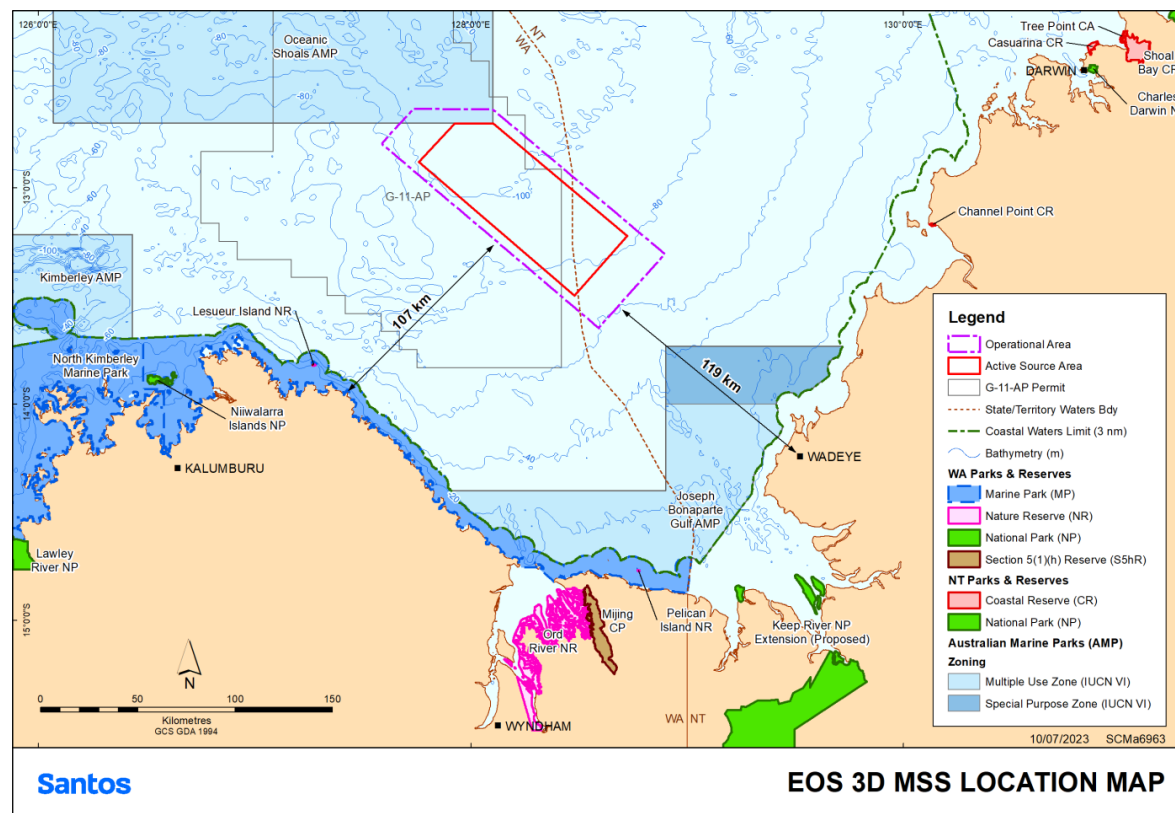 126°0'0"E
128°0'0"E
130°0'0"E
Oceanic
Shoals AMP
NT
WA
Tree Point CA
Casuarina CR
Shoal
Bay CR
DARWIN
Charles
Darwin N
-80
-60
13°0'0"S
G-11-AP
-100
-80
Channel Point CR
-100
Kimberley AMP
Lesueur Island NR
107 km
North Kimberley
Marine Park
119 km
14°0'0"S
Niiwalarra
Islands NP
KALUMBURU
WADEYE
-20
Joseph
Bonaparte
Gulf AMP
Lawley
River NP
15°0'0"S
Ord
River NR
Mijing
CP
Pelican
Island NR
Keep River NP
Extension (Proposed)
N
0 50 100 150
Kilometres
GCS GDA 1994
WYNDHAM
WA NT
Legend
Operational Area
Active Source Area
G-11-AP Permit
State/Territory Waters Bdy
Coastal Waters Limit (3 nm)
Bathymetry (m)
WA Parks & Reserves
Marine Park (MP)
Nature Reserve (NR)
National Park (NP)
Section 5(1)(h) Reserve (S5hR)
NT Parks & Reserves
Coastal Reserve (CR)
National Park (NP)
Australian Marine Parks (AMP)
Zoning
Multiple Use Zone (IUCN VI)
Special Purpose Zone (IUCN VI)
10/07/2023 SCMa6963
Santos
EOS 3D MSS LOCATION MAP